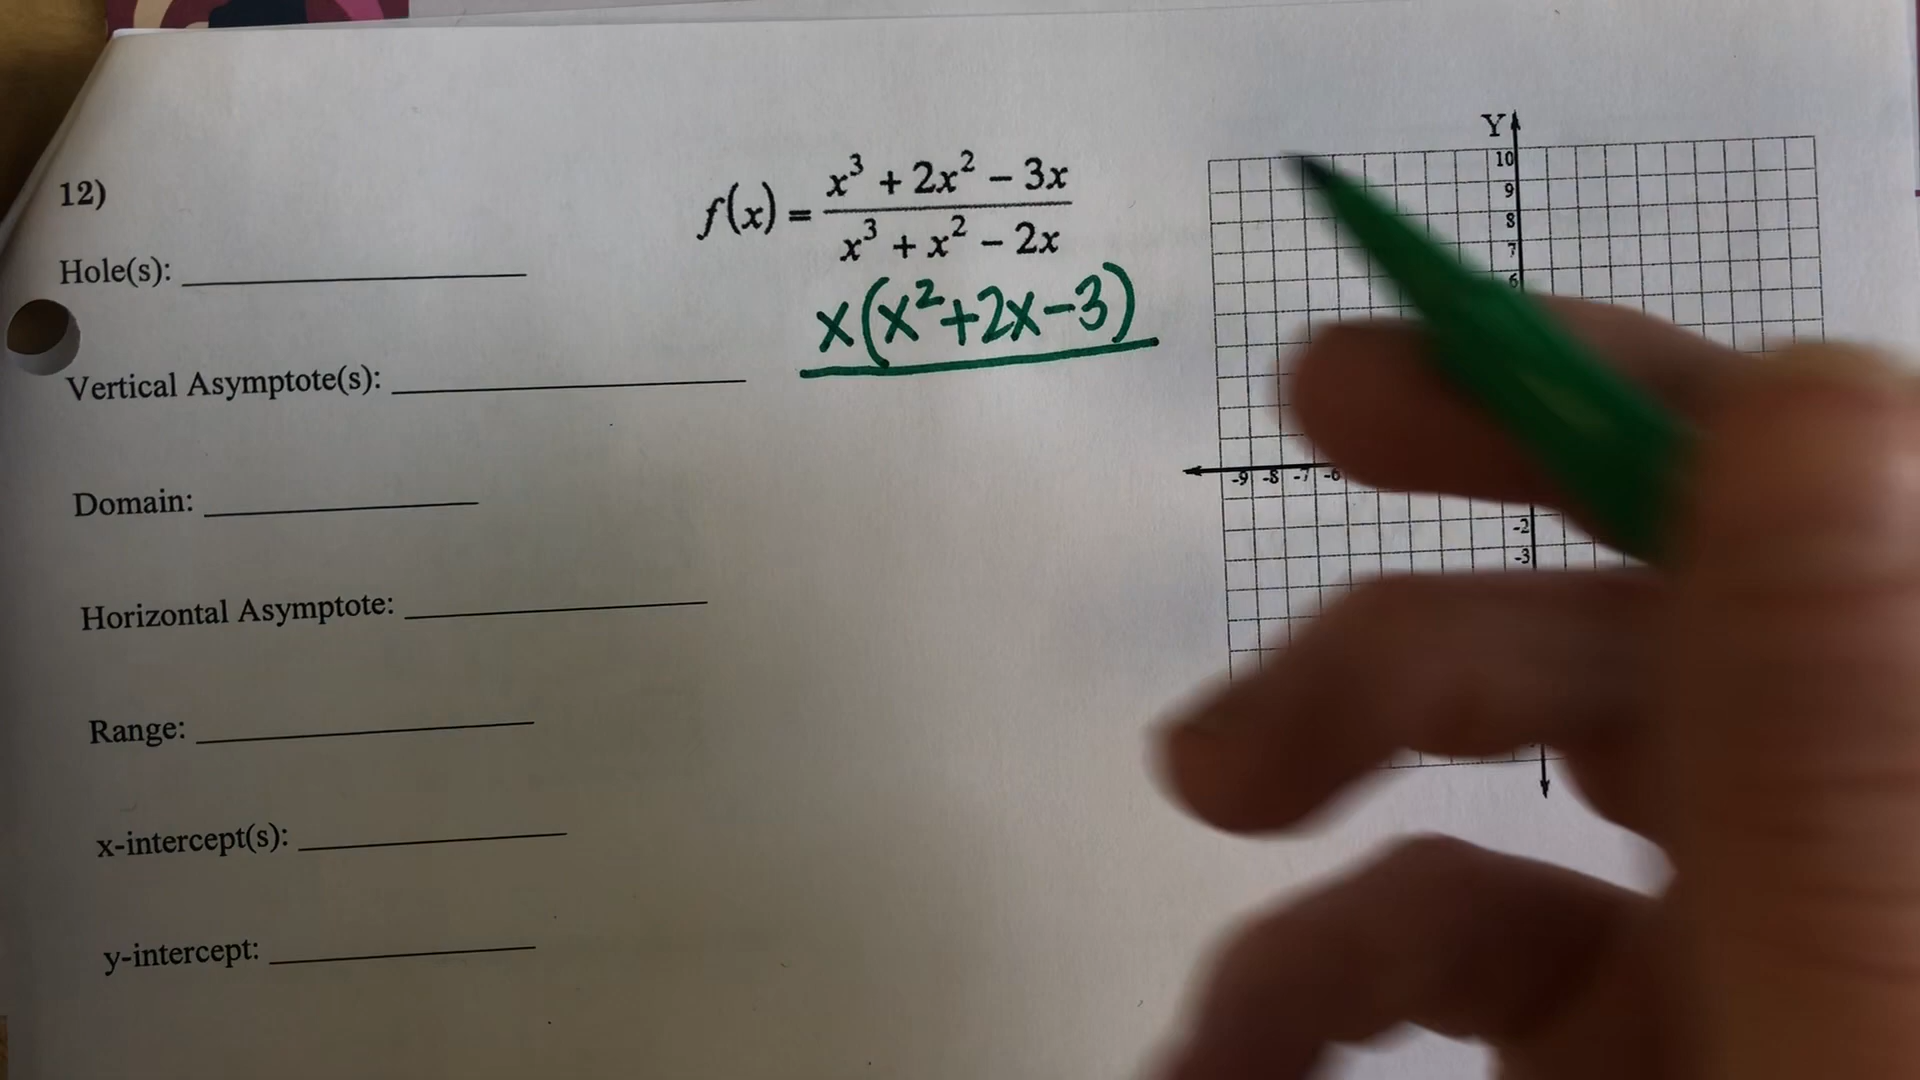 12)
f(x) = x³ + 2x² − 3x
x³ + x² − 2x
x(x²+2x−3)
Hole(s):
Vertical Asymptote(s):
Domain:
Horizontal Asymptote:
Range:
x-intercept(s):
y-intercept:
Y
10
9
8
7
6
-9 -8 -7 -6
-2
-3